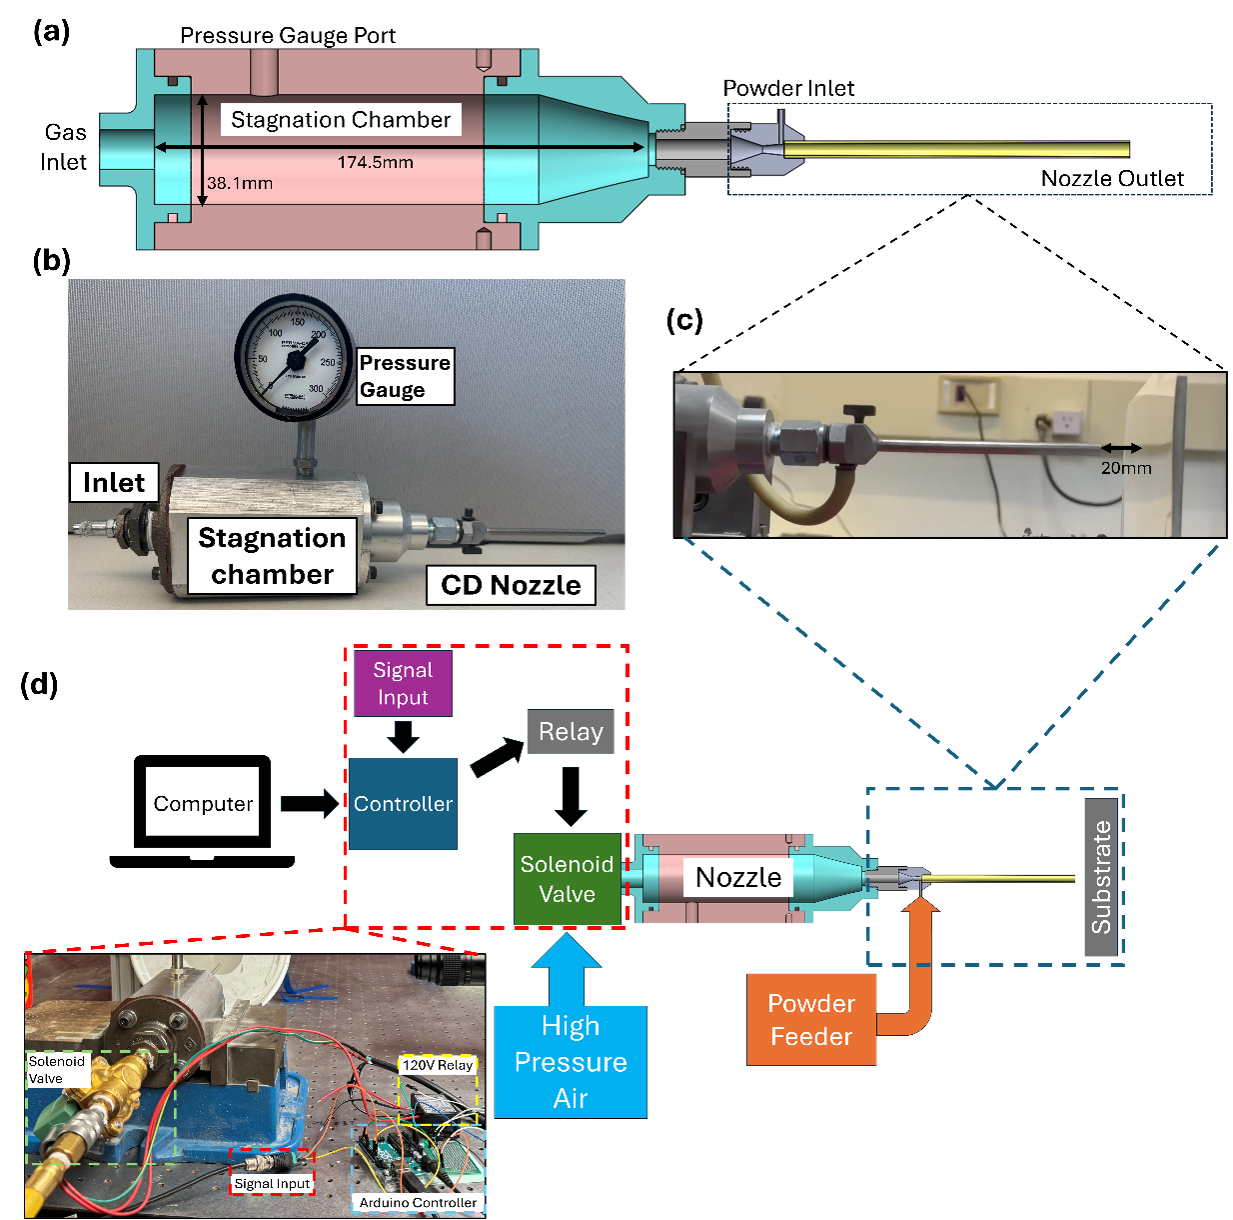 (a)
Pressure Gauge Port
Powder Inlet
Stagnation Chamber
Gas
Inlet
174.5mm
38.1mm
Nozzle Outlet
(b)
50
100
150
200
250
300
Pressure
Gauge
Inlet
Stagnation
chamber
CD Nozzle
(c)
20mm
(d)
Signal
Input
Relay
Computer
Controller
Solenoid
Valve
Nozzle
Substrate
High
Pressure
Air
Powder
Feeder
Solenoid
Valve
120V Relay
Signal Input
Arduino Controller